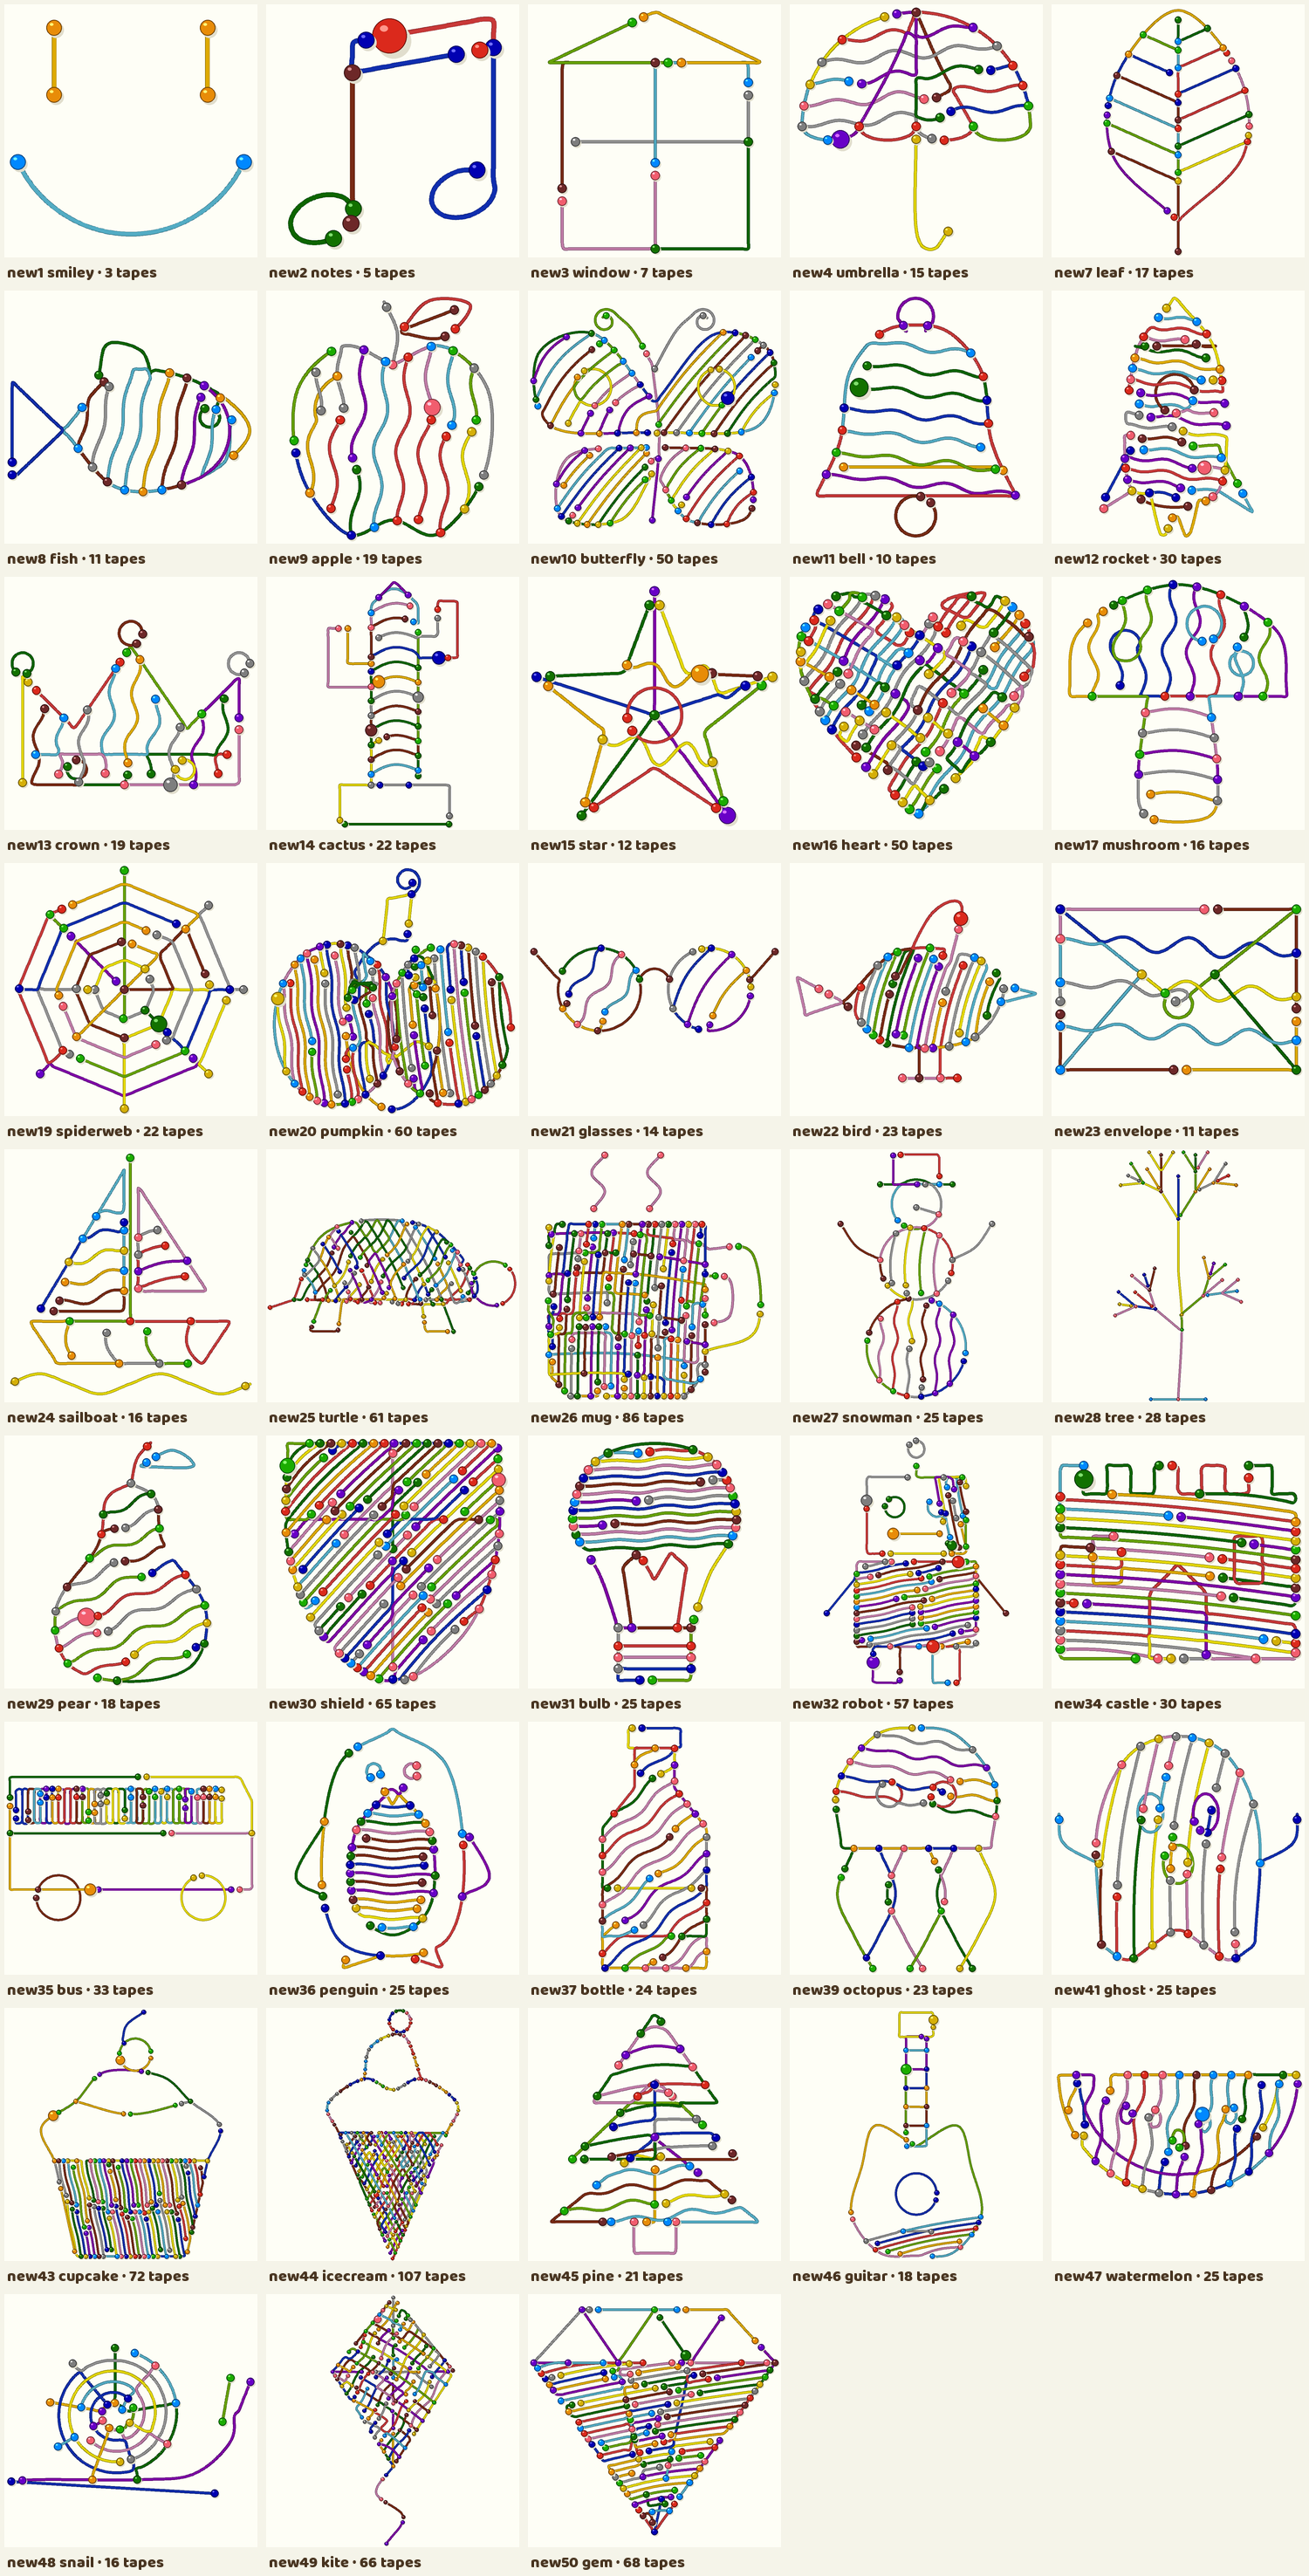 new1 smiley · 3 tapes
new2 notes · 5 tapes
new3 window · 7 tapes
new4 umbrella · 15 tapes
new7 leaf · 17 tapes
new8 fish · 11 tapes
new9 apple · 19 tapes
new10 butterfly · 50 tapes
new11 bell · 10 tapes
new12 rocket · 30 tapes
new13 crown · 19 tapes
new14 cactus · 22 tapes
new15 star · 12 tapes
new16 heart · 50 tapes
new17 mushroom · 16 tapes
new19 spiderweb · 22 tapes
new20 pumpkin · 60 tapes
new21 glasses · 14 tapes
new22 bird · 23 tapes
new23 envelope · 11 tapes
new24 sailboat · 16 tapes
new25 turtle · 61 tapes
new26 mug · 86 tapes
new27 snowman · 25 tapes
new28 tree · 28 tapes
new29 pear · 18 tapes
new30 shield · 65 tapes
new31 bulb · 25 tapes
new32 robot · 57 tapes
new34 castle · 30 tapes
new35 bus · 33 tapes
new36 penguin · 25 tapes
new37 bottle · 24 tapes
new39 octopus · 23 tapes
new41 ghost · 25 tapes
new43 cupcake · 72 tapes
new44 icecream · 107 tapes
new45 pine · 21 tapes
new46 guitar · 18 tapes
new47 watermelon · 25 tapes
new48 snail · 16 tapes
new49 kite · 66 tapes
new50 gem · 68 tapes